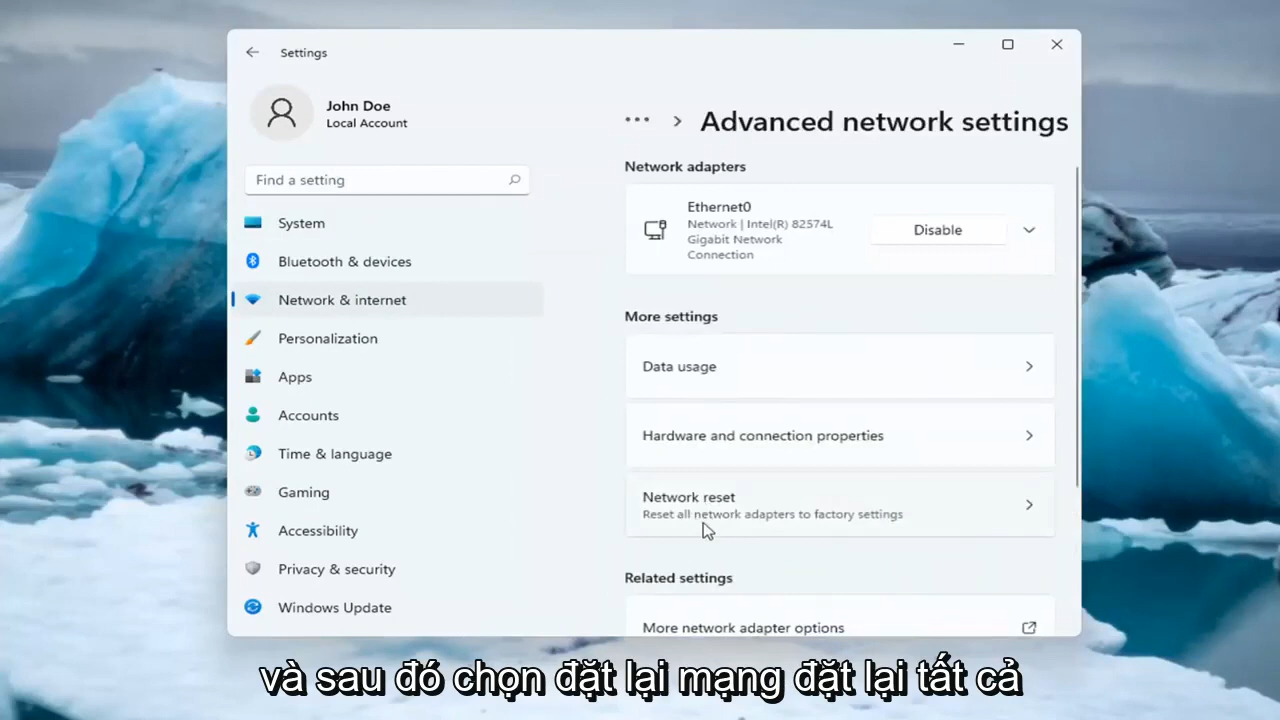 Settings
John Doe
Local Account
Find a setting
System
Bluetooth & devices
Network & internet
Personalization
Apps
Accounts
Time & language
Gaming
Accessibility
Privacy & security
Windows Update
Advanced network settings
Network adapters
Ethernet0
Network | Intel(R) 82574L
Gigabit Network
Connection
Disable
More settings
Data usage
Hardware and connection properties
Network reset
Reset all network adapters to factory settings
Related settings
More network adapter options
và sau đó chọn đặt lại mạng đặt lại tất cả